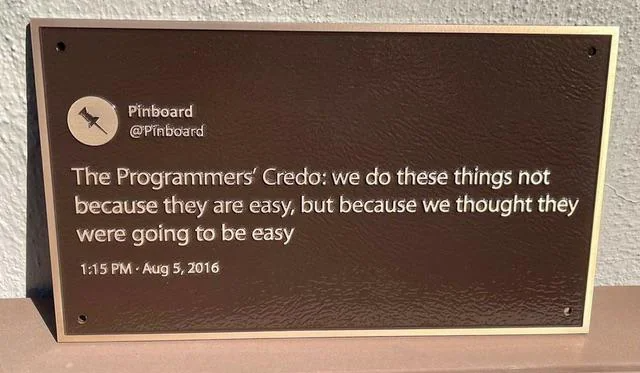 Pinboard
@Pinboard
The Programmers' Credo: we do these things not
because they are easy, but because we thought they
were going to be easy
1:15 PM · Aug 5, 2016